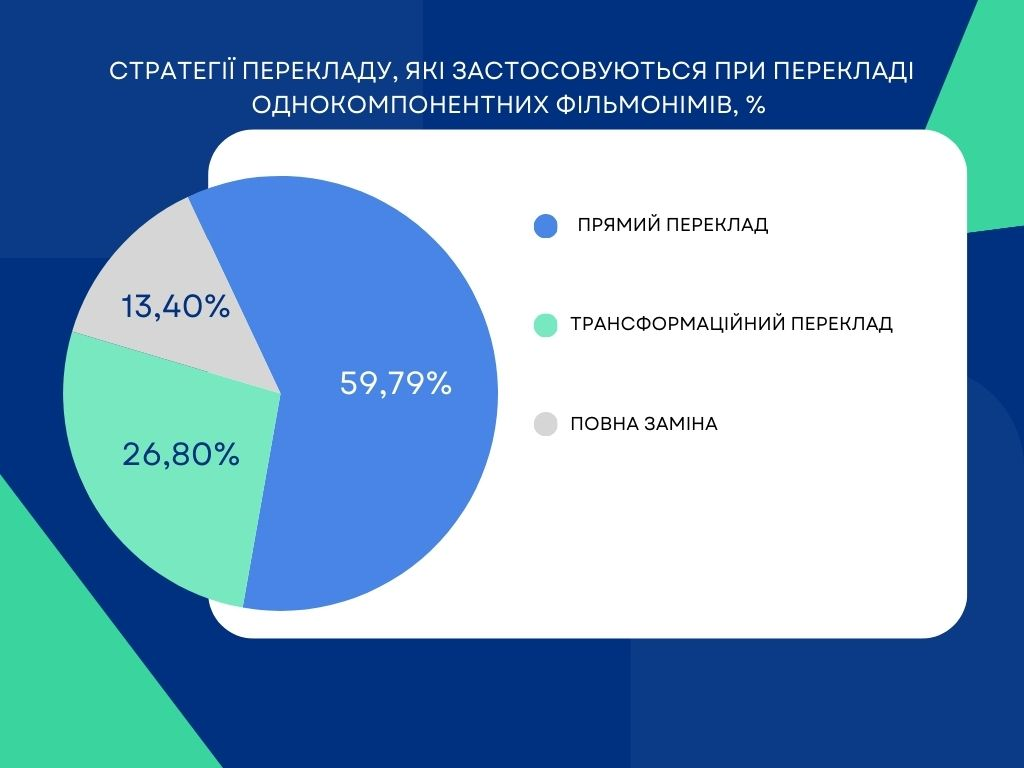 СТРАТЕГІЇ ПЕРЕКЛАДУ, ЯКІ ЗАСТОСОВУЮТЬСЯ ПРИ ПЕРЕКЛАДІ
ОДНОКОМПОНЕНТНИХ ФІЛЬМОНІМІВ, %
ПРЯМИЙ ПЕРЕКЛАД
13,40%
ТРАНСФОРМАЦІЙНИЙ ПЕРЕКЛАД
59,79%
ПОВНА ЗАМІНА
26,80%